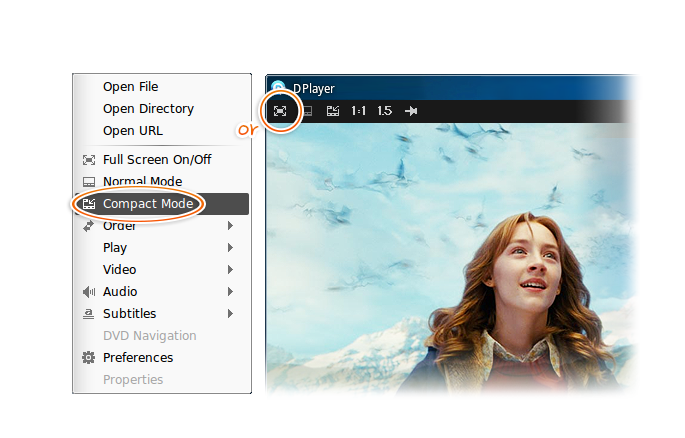 Open File
Open Directory
Open URL
Full Screen On/Off
Normal Mode
Compact Mode
Order
Play
Video
Audio
Subtitles
DVD Navigation
Preferences
Properties
or
DPlayer
1:1 1.5